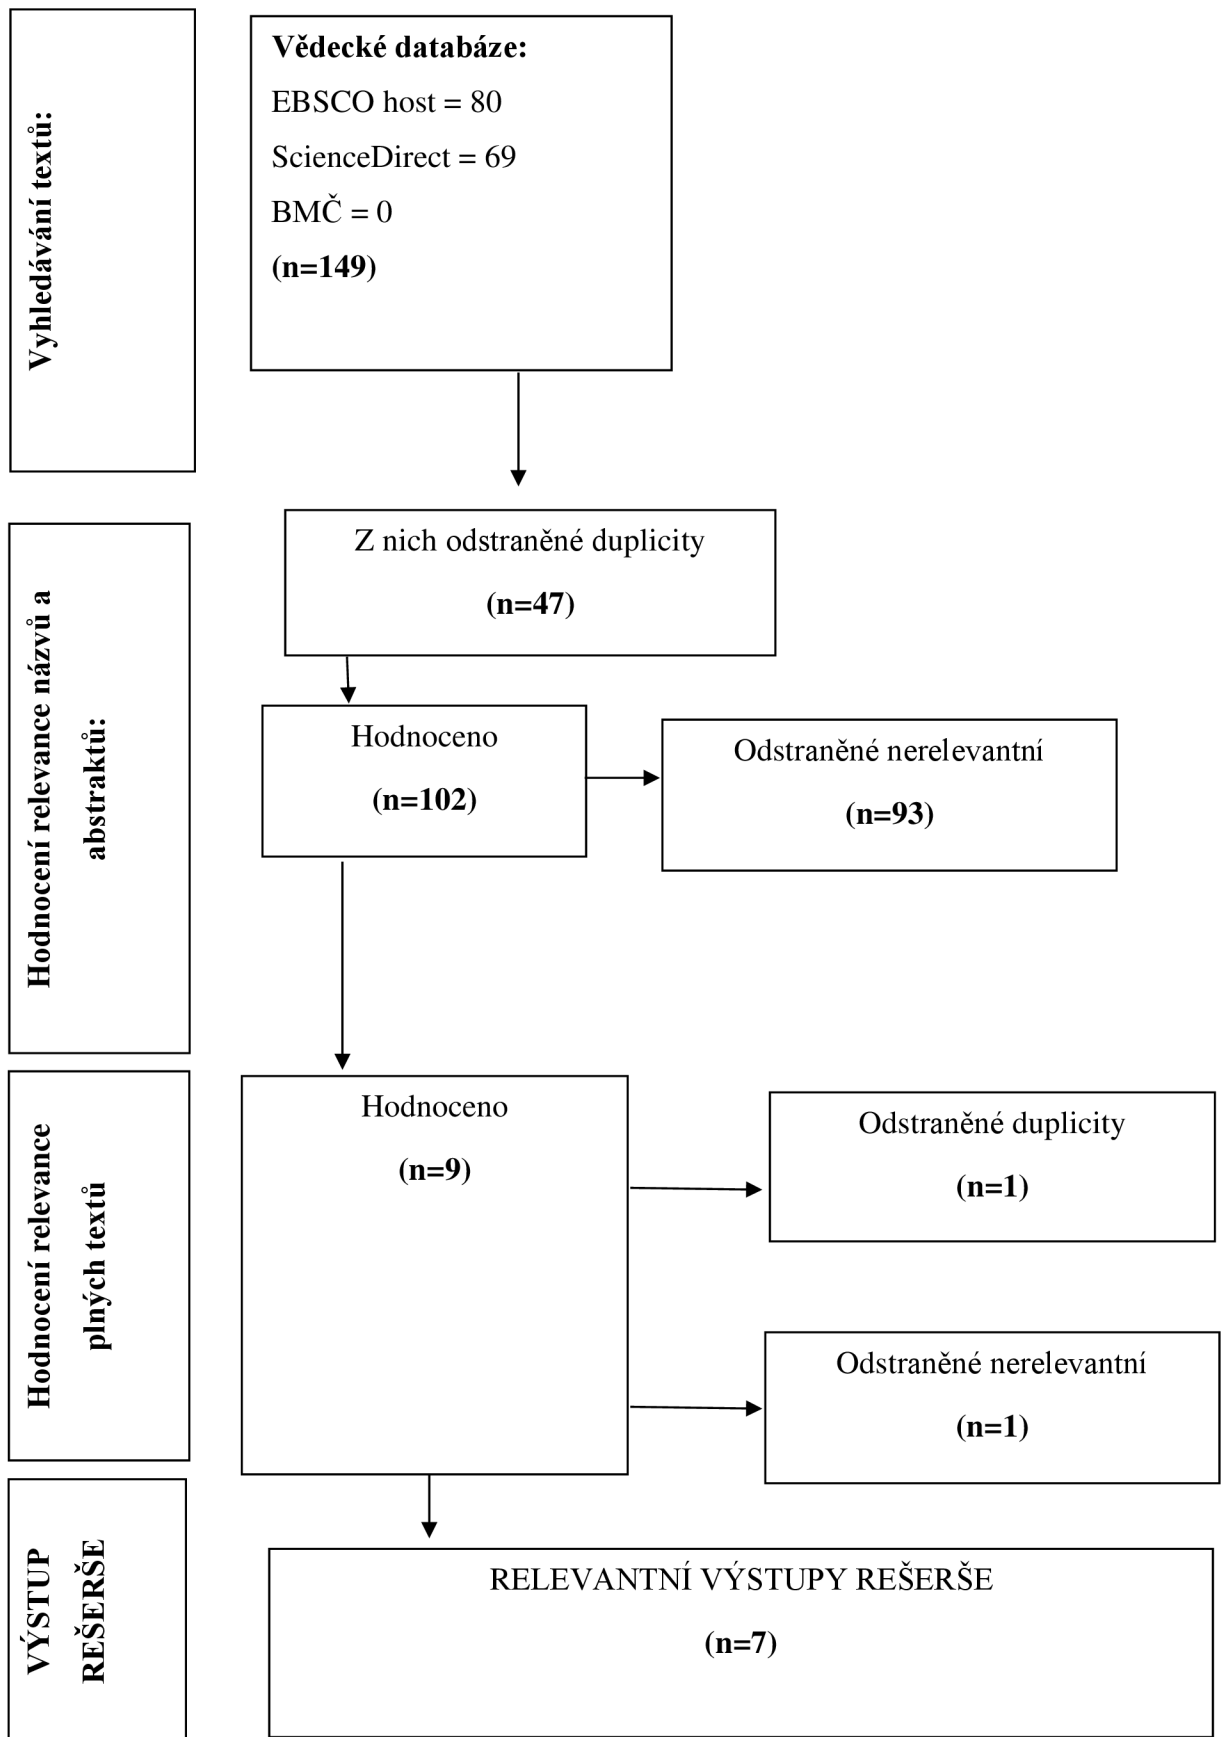 Vyhledávání textů:
Vědecké databáze:
EBSCO host = 80
ScienceDirect = 69
BMČ = 0
(n=149)
Hodnocení relevance názvů a
abstraktů:
Z nich odstraněné duplicity
(n=47)
Hodnoceno
(n=102)
Odstraněné nerelevantní
(n=93)
Hodnocení relevance
plných textů
Hodnoceno
(n=9)
Odstraněné duplicity
(n=1)
Odstraněné nerelevantní
(n=1)
VÝSTUP
REŠERŠE
RELEVANTNÍ VÝSTUPY REŠERŠE
(n=7)